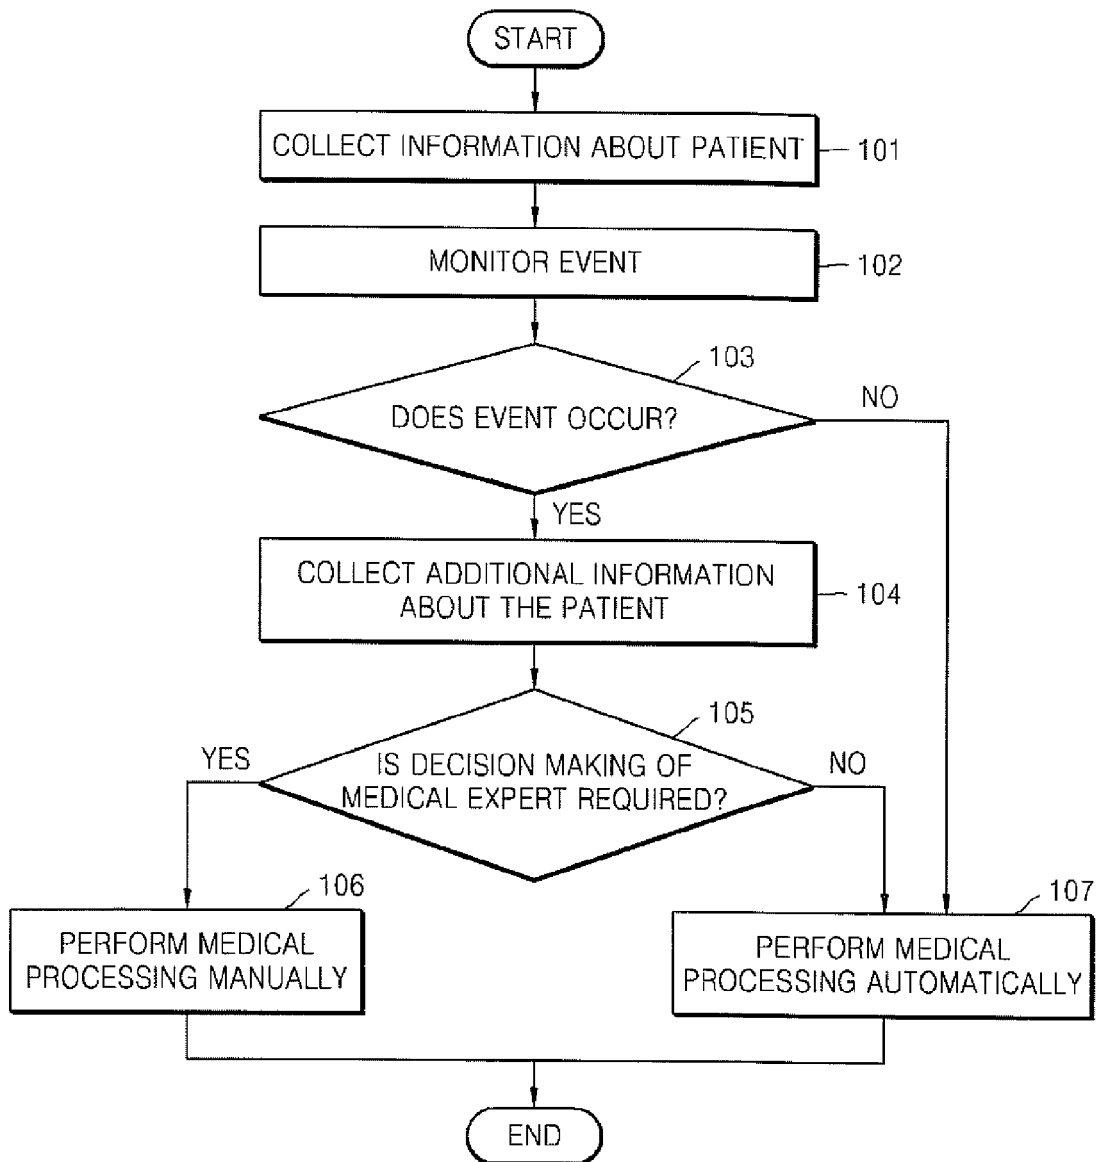 START
COLLECT INFORMATION ABOUT PATIENT
101
MONITOR EVENT
102
103
DOES EVENT OCCUR?
NO
YES
COLLECT ADDITIONAL INFORMATION
ABOUT THE PATIENT
104
105
YES
IS DECISION MAKING OF
MEDICAL EXPERT REQUIRED?
NO
106
PERFORM MEDICAL
PROCESSING MANUALLY
107
PERFORM MEDICAL
PROCESSING AUTOMATICALLY
END